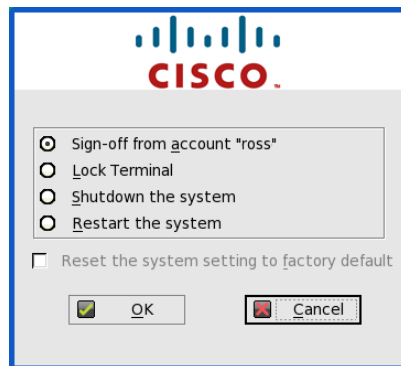 CISCO™
Sign-off from account "ross"
Lock Terminal
Shutdown the system
Restart the system
Reset the system setting to factory default
OK
Cancel